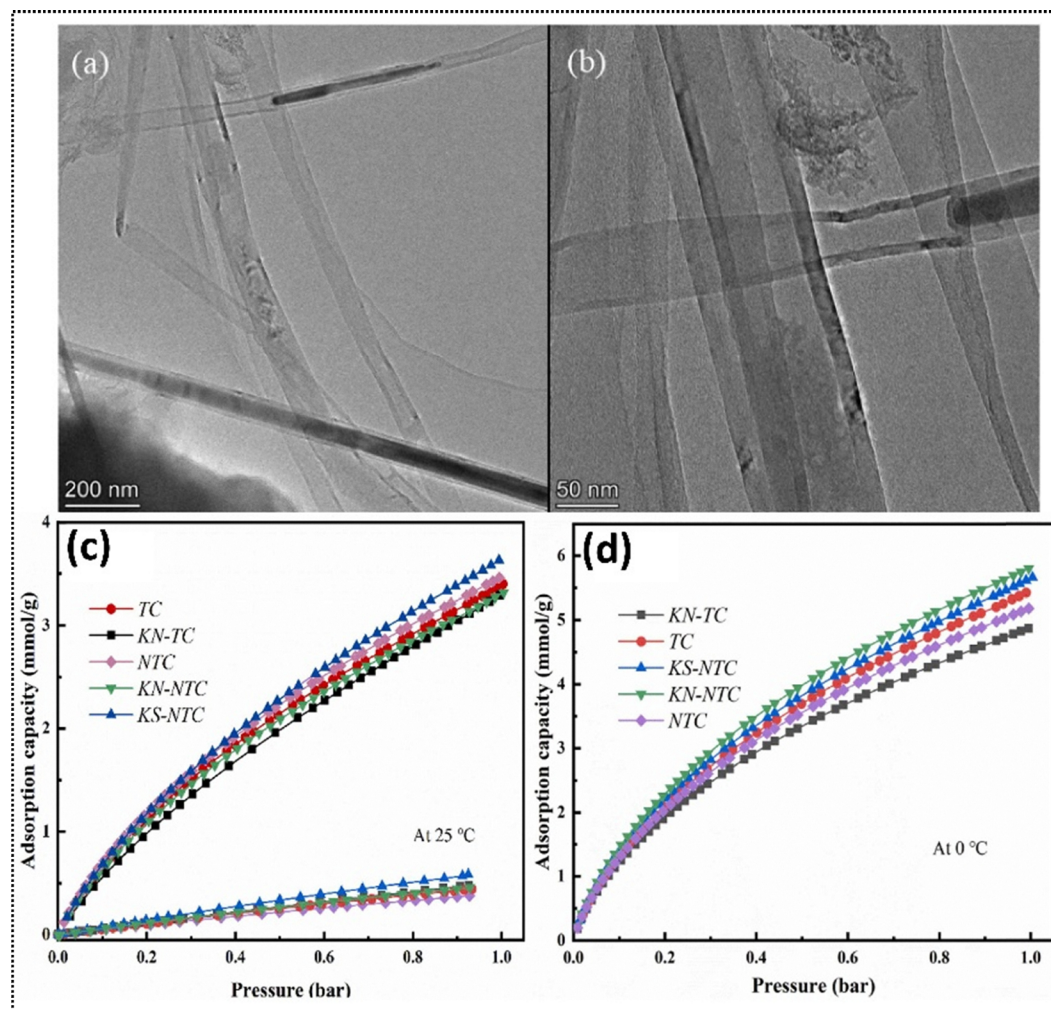 (a)
(b)
200 nm
50 nm
(c)
4
3
2
1
0
0.0
0.2
0.4
0.6
0.8
1.0
Adsorption capacity (mmol/g)
Pressure (bar)
TC
KN-TC
NTC
KN-NTC
KS-NTC
At 25 °C
(d)
6
5
4
3
2
1
0
0.0
0.2
0.4
0.6
0.8
1.0
Adsorption capacity (mmol/g)
Pressure (bar)
KN-TC
TC
KS-NTC
KN-NTC
NTC
At 0 °C